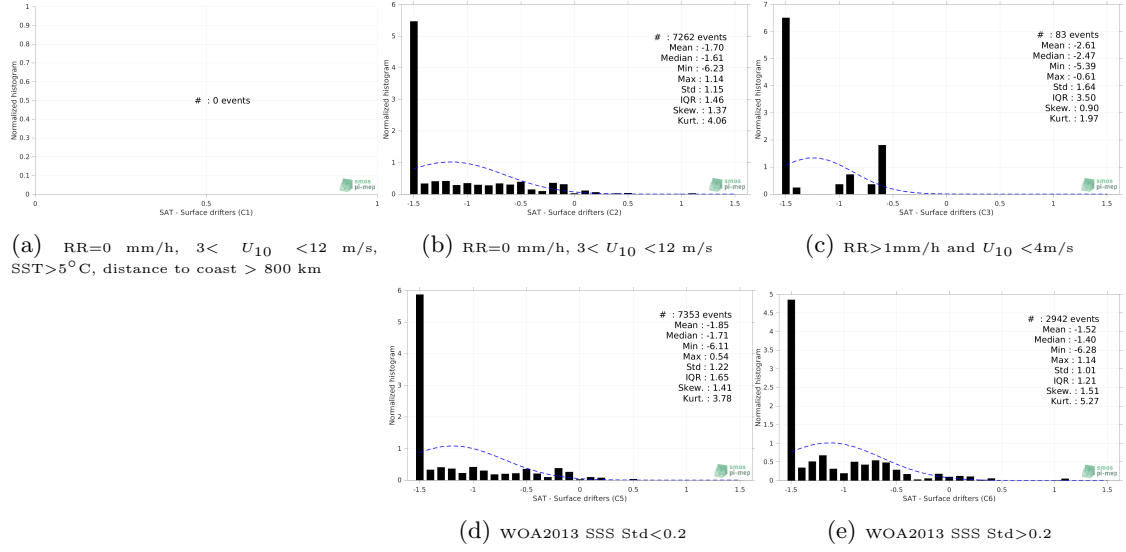 1
0.9
0.8
0.7
0.6
0.5
0.4
0.3
0.2
0.1
0
Normalized histogram
# : 0 events
0 0.5 1
SAT - Surface drifters (C1)
smos
pi-mep
(a) RR=0 mm/h, 3< U10 <12 m/s,
SST>5°C, distance to coast > 800 km
6
5
4
3
2
1
0
Normalized histogram
# : 7262 events
Mean : -1.70
Median : -1.61
Min : -6.23
Max : 1.14
Std : 1.15
IQR : 1.46
Skew. : 1.37
Kurt. : 4.06
-1.5 -1 -0.5 0 0.5 1 1.5
SAT - Surface drifters (C2)
smos
pi-mep
(b) RR=0 mm/h, 3< U10 <12 m/s
7
6
5
4
3
2
1
0
Normalized histogram
# : 83 events
Mean : -2.61
Median : -2.47
Min : -5.39
Max : -0.61
Std : 1.64
IQR : 3.50
Skew. : 0.90
Kurt. : 1.97
-1.5 -1 -0.5 0 0.5 1 1.5
SAT - Surface drifters (C3)
smos
pi-mep
(c) RR>1mm/h and U10 <4m/s
6
5
4
3
2
1
0
Normalized histogram
# : 7353 events
Mean : -1.85
Median : -1.71
Min : -6.11
Max : 0.54
Std : 1.22
IQR : 1.65
Skew. : 1.41
Kurt. : 3.78
-1.5 -1 -0.5 0 0.5 1 1.5
SAT - Surface drifters (C5)
smos
pi-mep
(d) WOA2013 SSS Std<0.2
5
4.5
4
3.5
3
2.5
2
1.5
1
0.5
0
Normalized histogram
# : 2942 events
Mean : -1.52
Median : -1.40
Min : -6.28
Max : 1.14
Std : 1.01
IQR : 1.21
Skew. : 1.51
Kurt. : 5.27
-1.5 -1 -0.5 0 0.5 1 1.5
SAT - Surface drifters (C6)
smos
pi-mep
(e) WOA2013 SSS Std>0.2